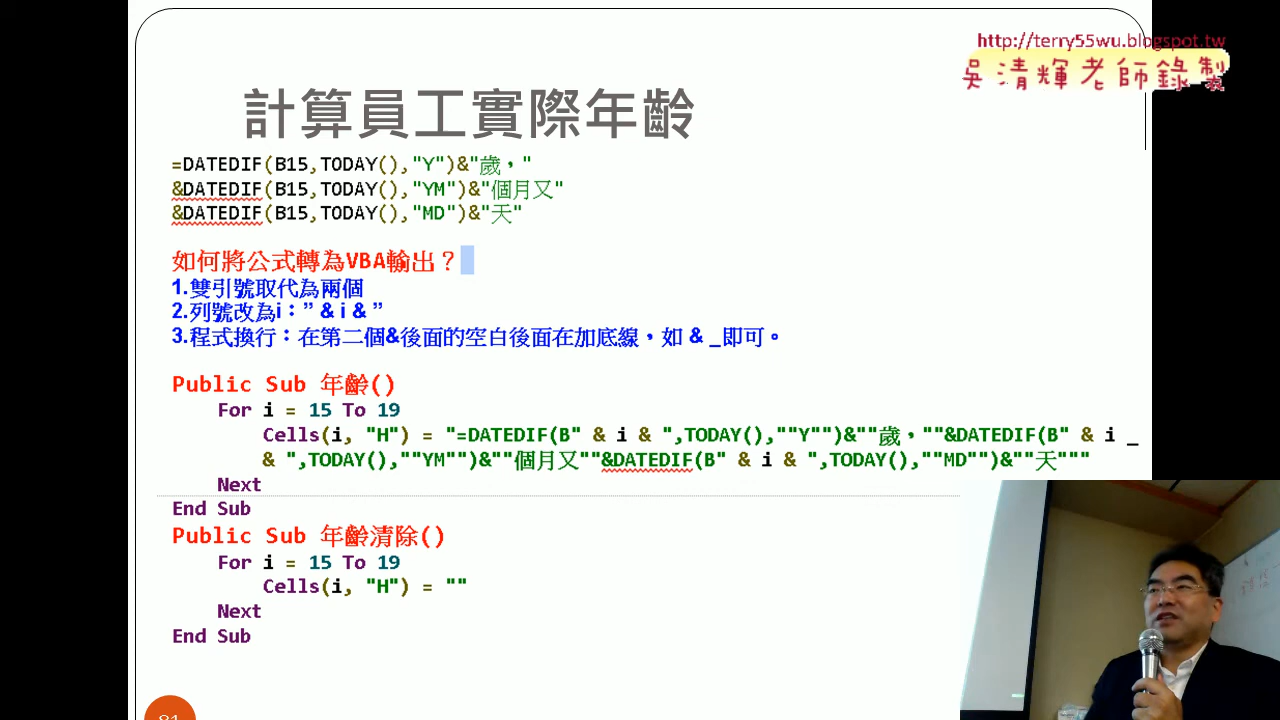 http://terry55wu.blogspot.tw
吳清輝老師錄製
計算員工實際年齡
=DATEDIF(B15,TODAY(),"Y")&"歲，"
&DATEDIF(B15,TODAY(),"YM")&"個月又"
&DATEDIF(B15,TODAY(),"MD")&"天"
如何將公式轉為VBA輸出？
1.雙引號取代為兩個
2.列號改為i：” & i & ”
3.程式換行：在第二個&後面的空白後面在加底線，如 & _即可。
Public Sub 年齡()
For i = 15 To 19
Cells(i, "H") = "=DATEDIF(B" & i & ",TODAY(),""Y"")&""歲，""&DATEDIF(B" & i _
& ",TODAY(),""YM"")&""個月又""&DATEDIF(B" & i & ",TODAY(),""MD"")&""天"""
Next
End Sub
Public Sub 年齡清除()
For i = 15 To 19
Cells(i, "H") = ""
Next
End Sub
81